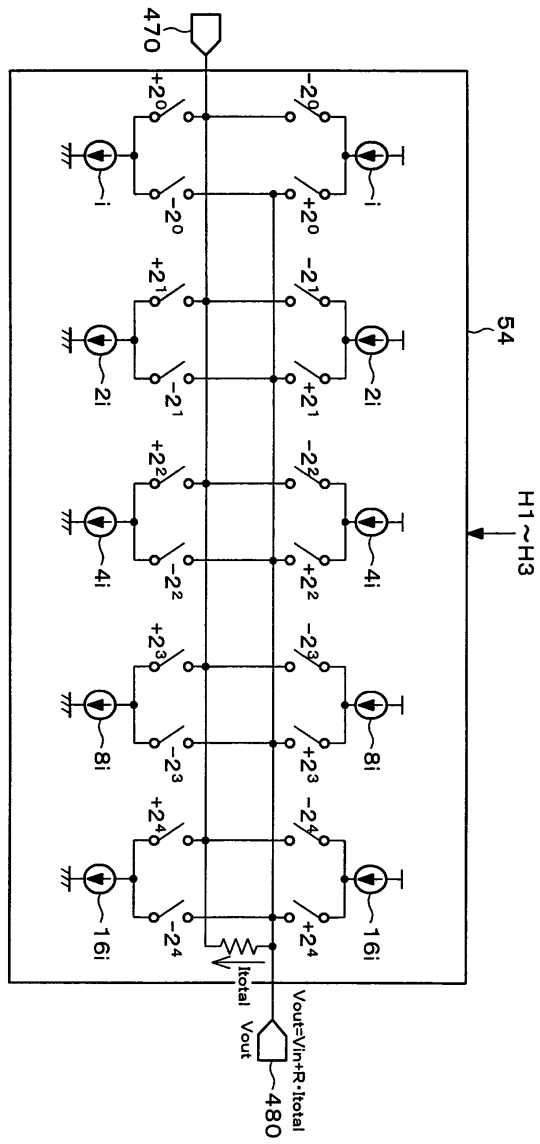 H1~H3
54
i
2i
4i
8i
16i
-2⁰
+2⁰
-2¹
+2¹
-2²
+2²
-2³
+2³
-2⁴
+2⁴
Vout=Vin+R·Itotal
470
Vout
480
Itotal
+2⁰
-2⁰
+2¹
-2¹
+2²
-2²
+2³
-2³
+2⁴
-2⁴
i
2i
4i
8i
16i